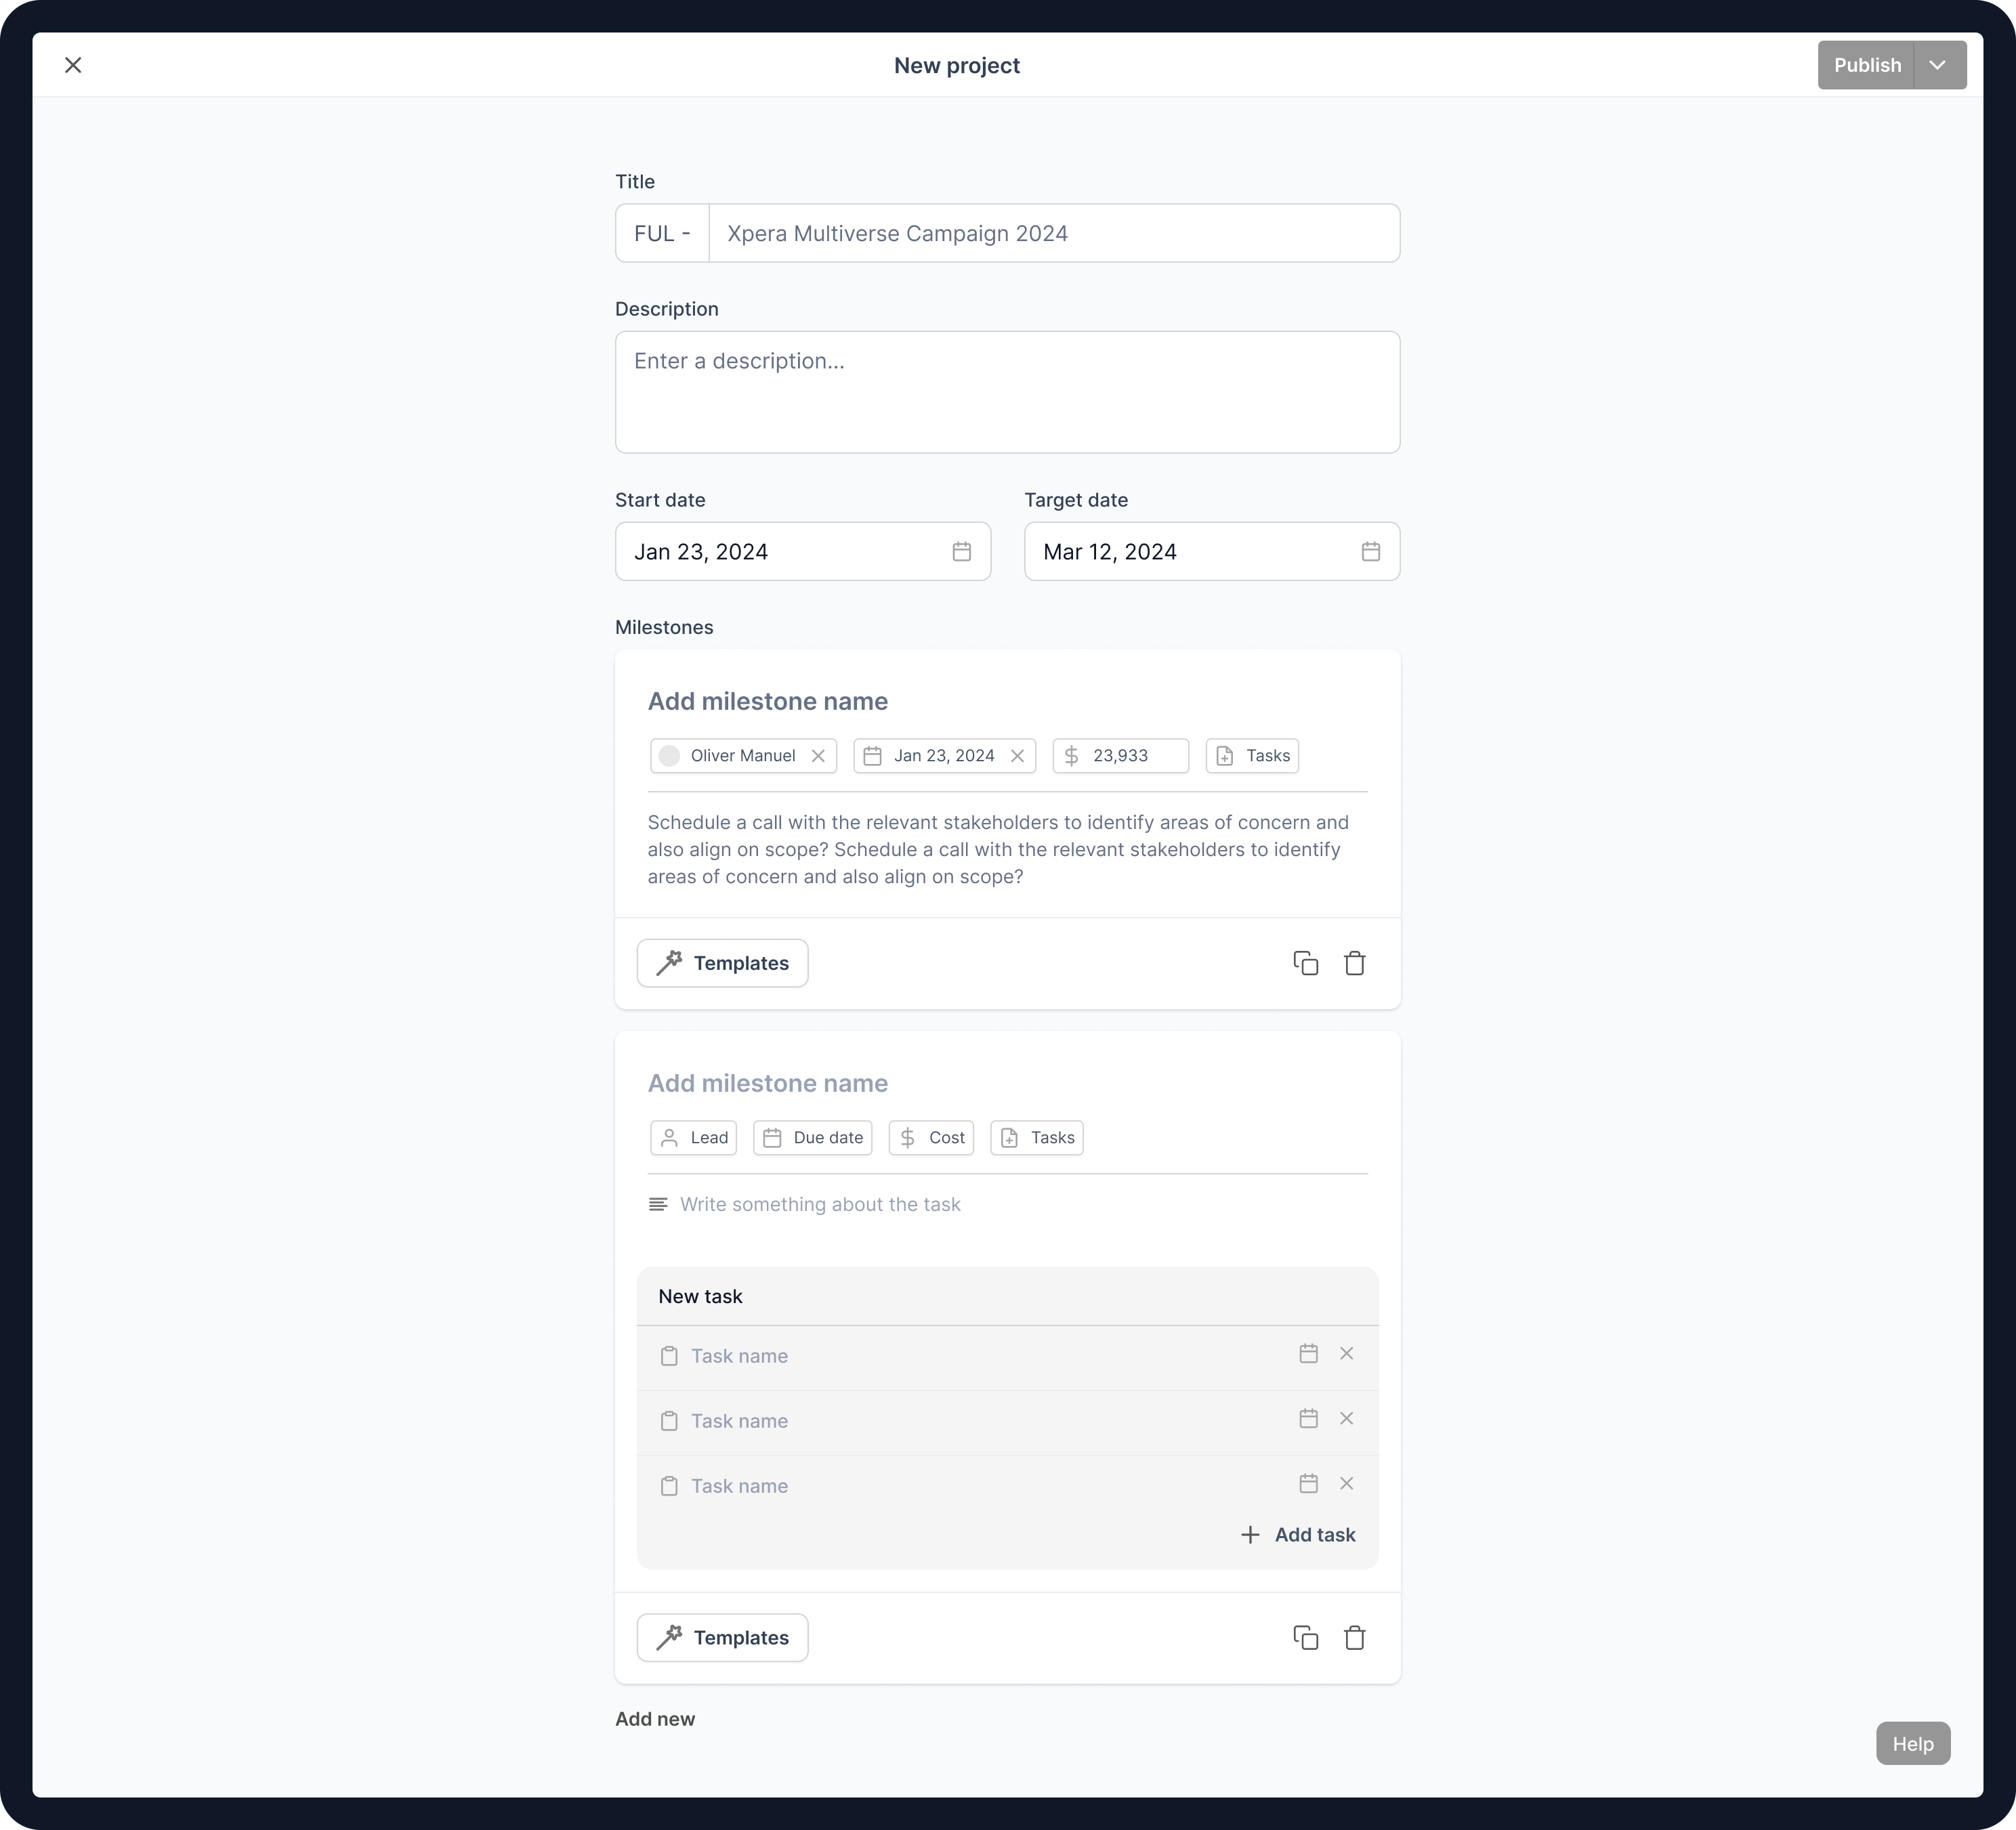 New project
Publish
Title
FUL -
Xpera Multiverse Campaign 2024
Description
Enter a description...
Start date
Target date
Jan 23, 2024
Mar 12, 2024
Milestones
Add milestone name
Oliver Manuel
Jan 23, 2024
$ 23,933
Tasks
Schedule a call with the relevant stakeholders to identify areas of concern and
also align on scope? Schedule a call with the relevant stakeholders to identify
areas of concern and also align on scope?
Templates
Add milestone name
Lead
Due date
$ Cost
Tasks
Write something about the task
New task
Task name
Task name
Task name
Add task
Templates
Add new
Help